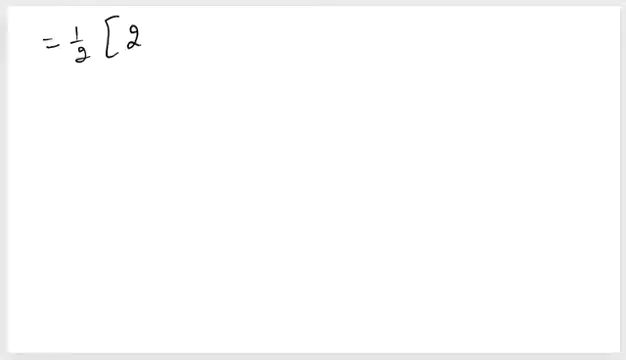 = 1/2 [ 2